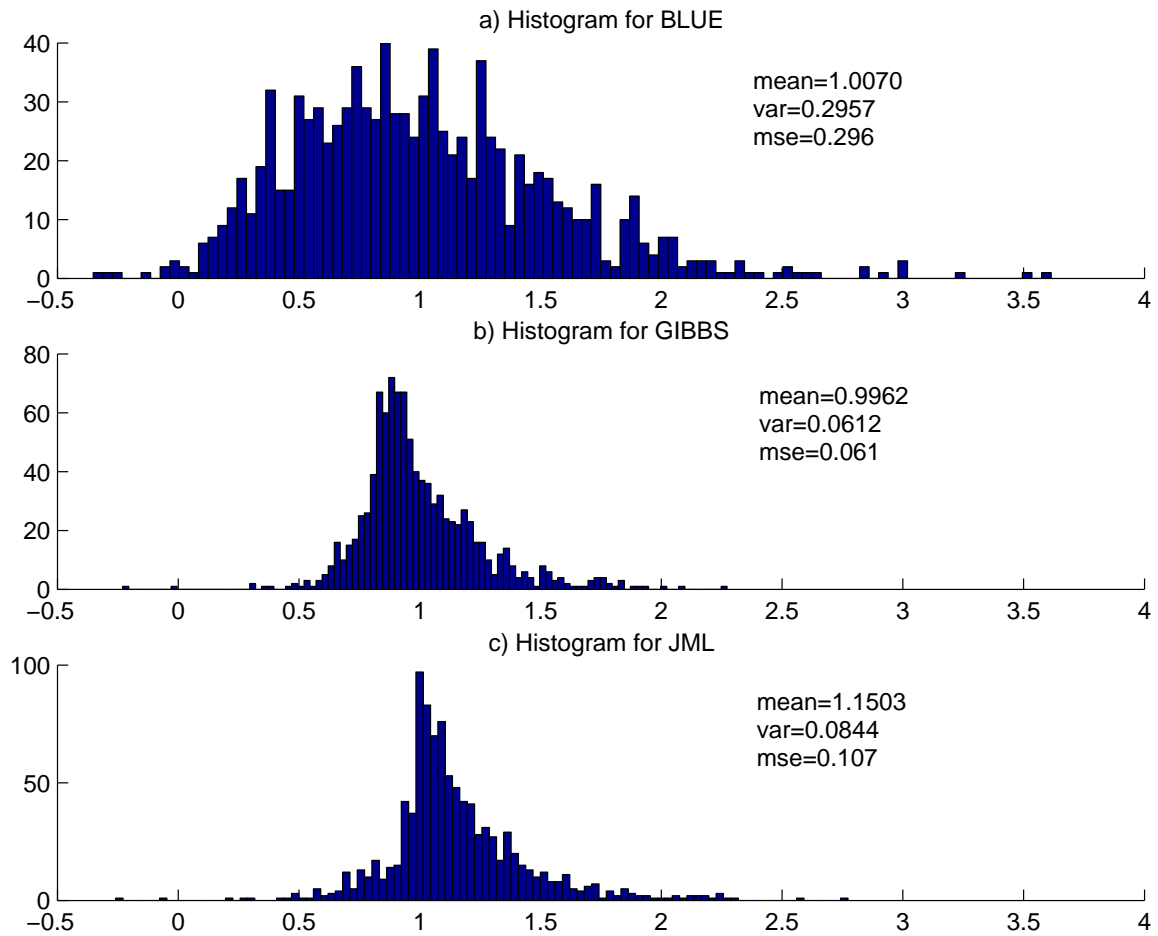 a) Histogram for BLUE
40
30
20
10
0
mean=1.0070
var=0.2957
mse=0.296
−0.5 0 0.5 1 1.5 2 2.5 3 3.5 4
b) Histogram for GIBBS
80
60
40
20
0
mean=0.9962
var=0.0612
mse=0.061
−0.5 0 0.5 1 1.5 2 2.5 3 3.5 4
c) Histogram for JML
100
50
0
mean=1.1503
var=0.0844
mse=0.107
−0.5 0 0.5 1 1.5 2 2.5 3 3.5 4